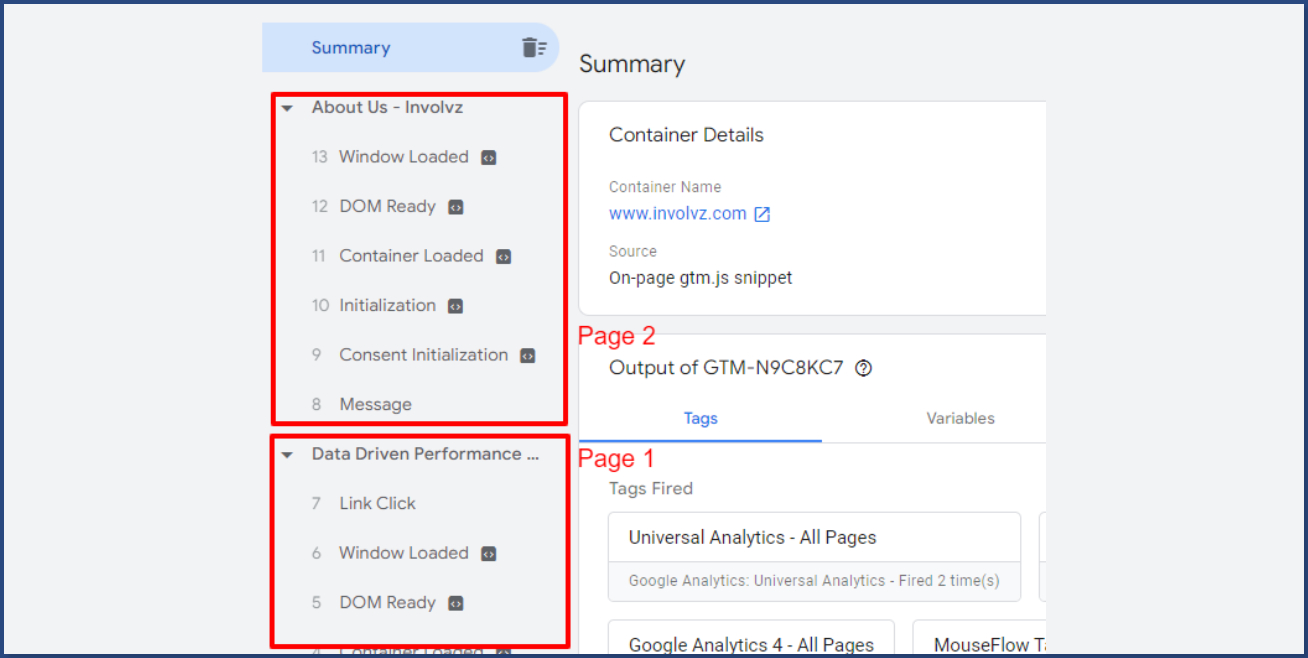 Summary
About Us - Involvz
13 Window Loaded
12 DOM Ready
11 Container Loaded
10 Initialization
9 Consent Initialization
8 Message
Data Driven Performance ...
7 Link Click
6 Window Loaded
5 DOM Ready
4 Container Loaded
Summary
Container Details
Container Name
www.involvz.com
Source
On-page gtm.js snippet
Page 2
Output of GTM-N9C8KC7
Tags Variables
Page 1
Tags Fired
Universal Analytics - All Pages
Google Analytics: Universal Analytics - Fired 2 time(s)
Google Analytics 4 - All Pages
MouseFlow